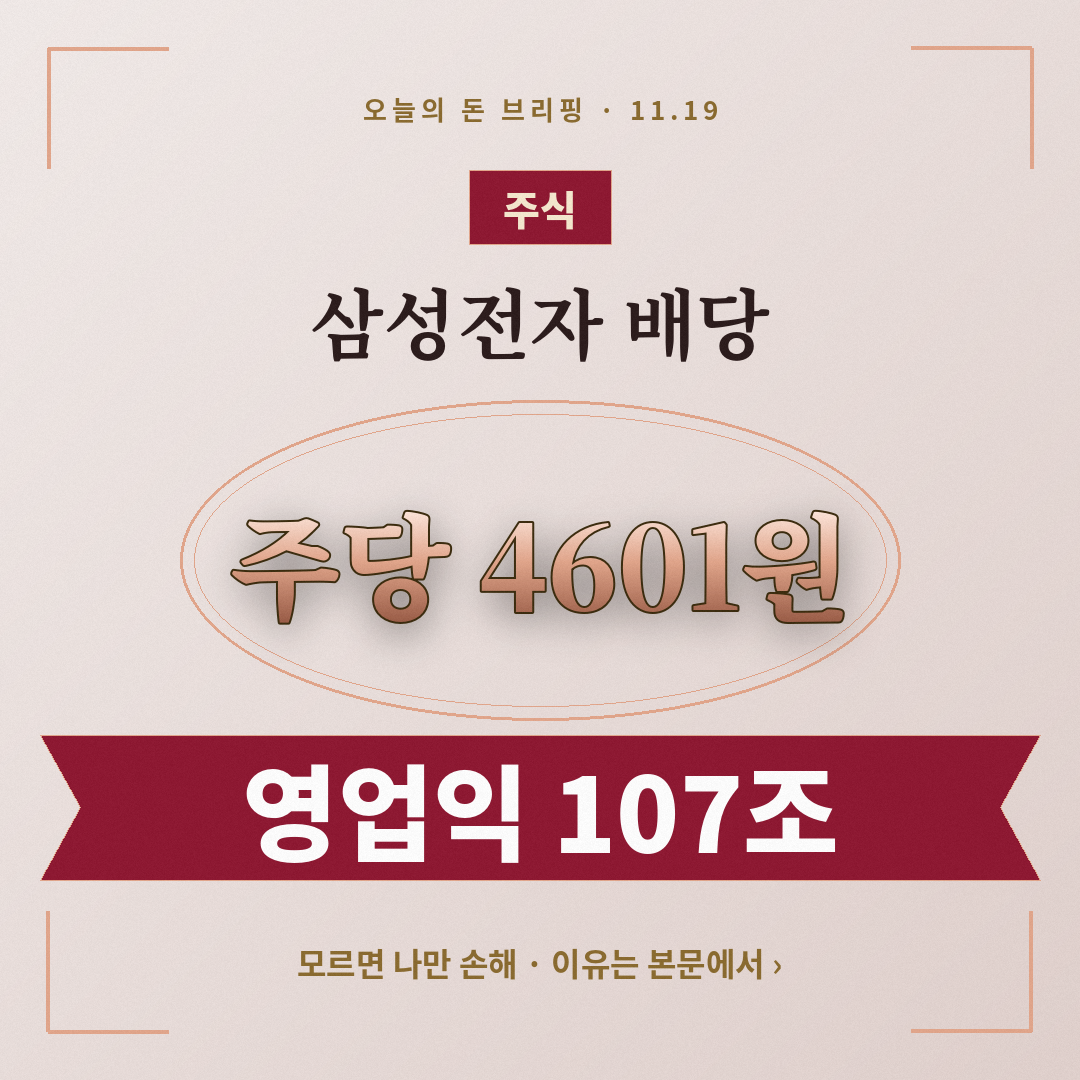 오늘의 돈 브리핑 · 11.19
주식
삼성전자 배당
주당 4601원
영업익 107조
모르면 나만 손해 · 이유는 본문에서 ›